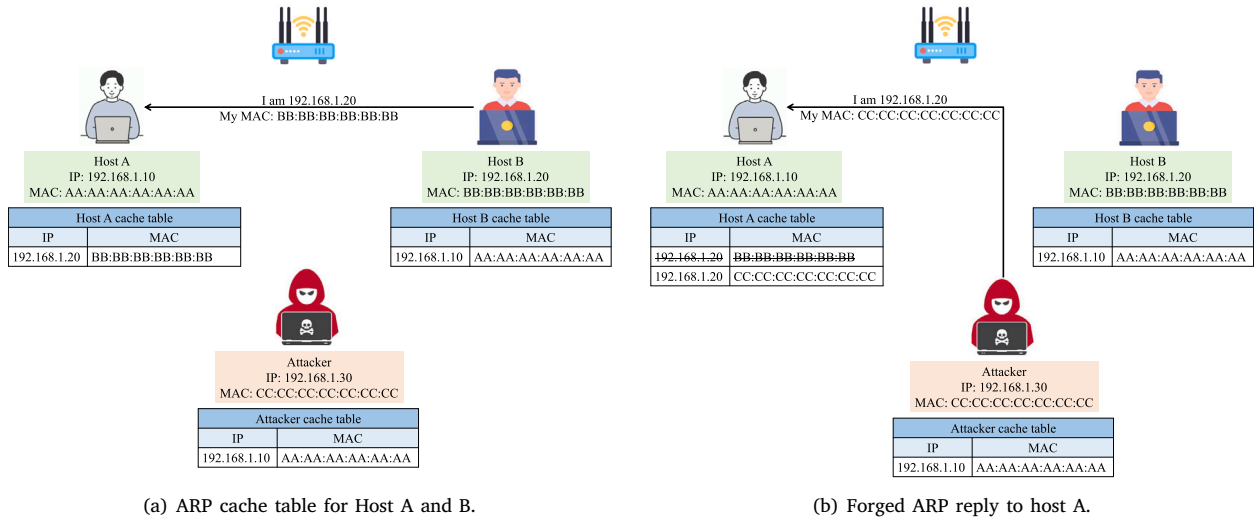 I am 192.168.1.20
My MAC: BB:BB:BB:BB:BB:BB
Host A
IP: 192.168.1.10
MAC: AA:AA:AA:AA:AA:AA
Host B
IP: 192.168.1.20
MAC: BB:BB:BB:BB:BB:BB
Host A cache table
IP MAC
192.168.1.20 BB:BB:BB:BB:BB:BB
Host B cache table
IP MAC
192.168.1.10 AA:AA:AA:AA:AA:AA
Attacker
IP: 192.168.1.30
MAC: CC:CC:CC:CC:CC:CC:CC
Attacker cache table
IP MAC
192.168.1.10 AA:AA:AA:AA:AA:AA
(a) ARP cache table for Host A and B.
I am 192.168.1.20
My MAC: CC:CC:CC:CC:CC:CC:CC
Host A
IP: 192.168.1.10
MAC: AA:AA:AA:AA:AA:AA
Host B
IP: 192.168.1.20
MAC: BB:BB:BB:BB:BB:BB
Host A cache table
IP MAC
192.168.1.20 BB:BB:BB:BB:BB:BB
192.168.1.20 CC:CC:CC:CC:CC:CC:CC
Host B cache table
IP MAC
192.168.1.10 AA:AA:AA:AA:AA:AA
Attacker
IP: 192.168.1.30
MAC: CC:CC:CC:CC:CC:CC:CC
Attacker cache table
IP MAC
192.168.1.10 AA:AA:AA:AA:AA:AA
(b) Forged ARP reply to host A.